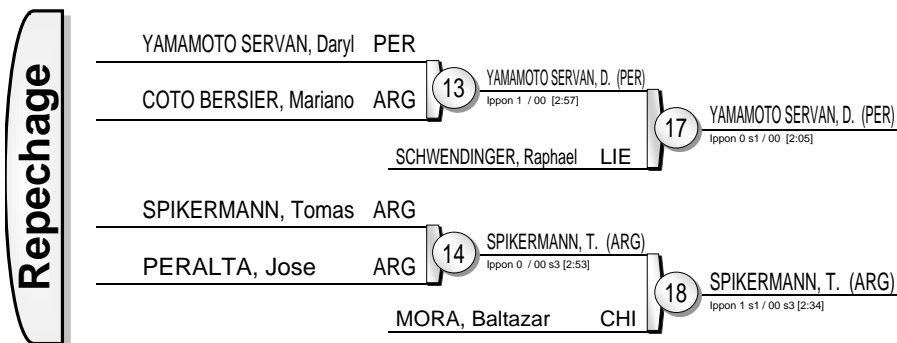 Repechage
YAMAMOTO SERVAN, Daryl PER
COTO BERSIER, Mariano ARG
13
YAMAMOTO SERVAN, D. (PER)
Ippon 1 / 00 [2:57]
SCHWENDINGER, Raphael LIE
17
YAMAMOTO SERVAN, D. (PER)
Ippon 0 s1 / 00 [2:05]
SPIKERMANN, Tomas ARG
PERALTA, Jose ARG
14
SPIKERMANN, T. (ARG)
Ippon 0 / 00 s3 [2:53]
MORA, Baltazar CHI
18
SPIKERMANN, T. (ARG)
Ippon 1 s1 / 00 s3 [2:34]